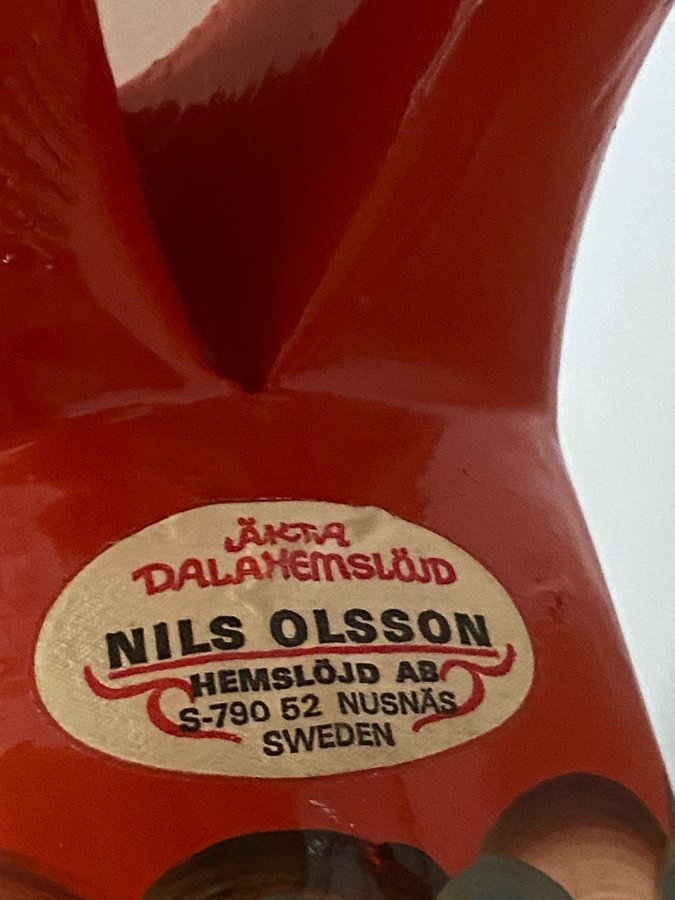 ÄKTA
DALAHEMSLÖJD
NILS OLSSON
HEMSLÖJD AB
S-790 52 NUSNÄS
SWEDEN